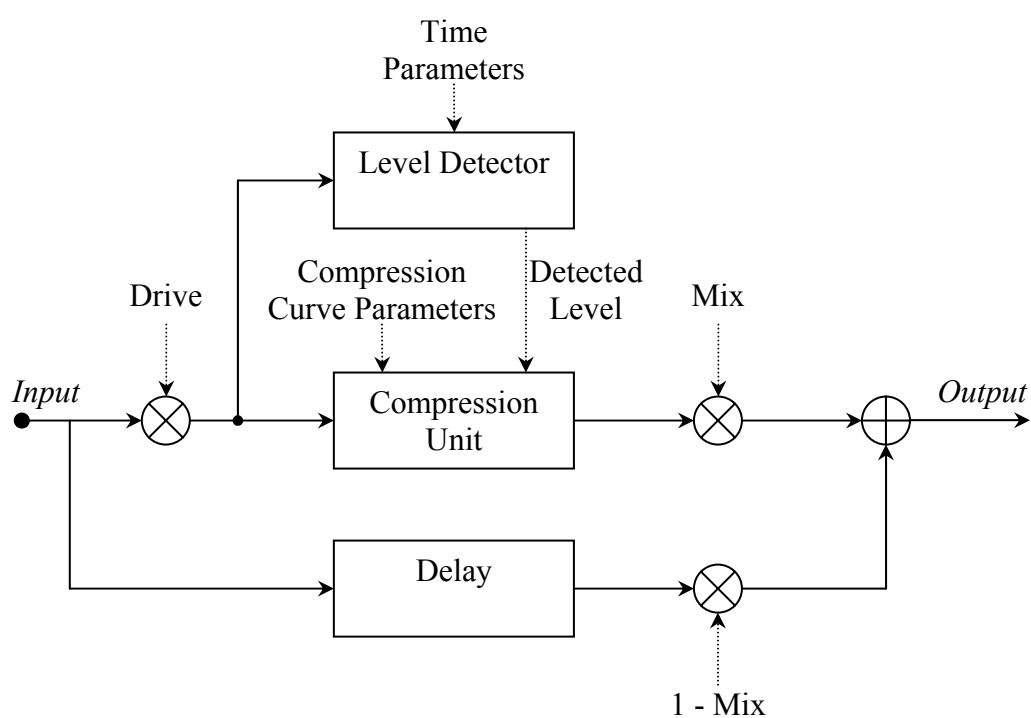 Time
Parameters
Level Detector
Compression
Curve Parameters
Detected
Level
Drive
Mix
Input
Compression
Unit
Output
Delay
1 - Mix